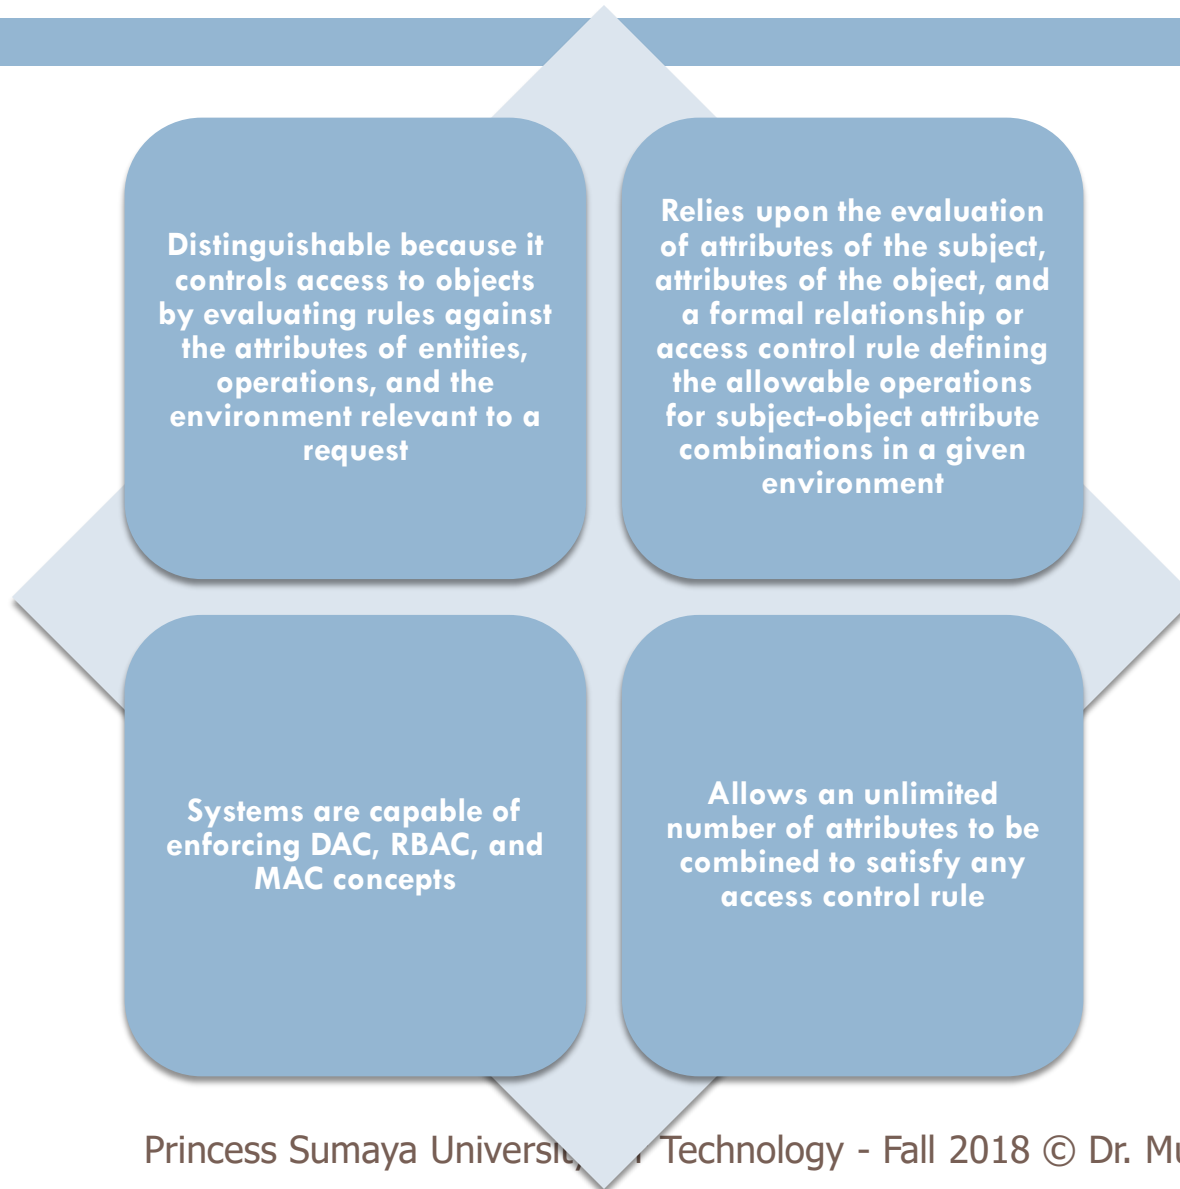 Distinguishable because it
controls access to objects
by evaluating rules against
the attributes of entities,
operations, and the
environment relevant to a
request
Relies upon the evaluation
of attributes of the subject,
attributes of the object, and
a formal relationship or
access control rule defining
the allowable operations
for subject-object attribute
combinations in a given
environment
Systems are capable of
enforcing DAC, RBAC, and
MAC concepts
Allows an unlimited
number of attributes to be
combined to satisfy any
access control rule
Princess Sumaya University Technology - Fall 2018 © Dr.